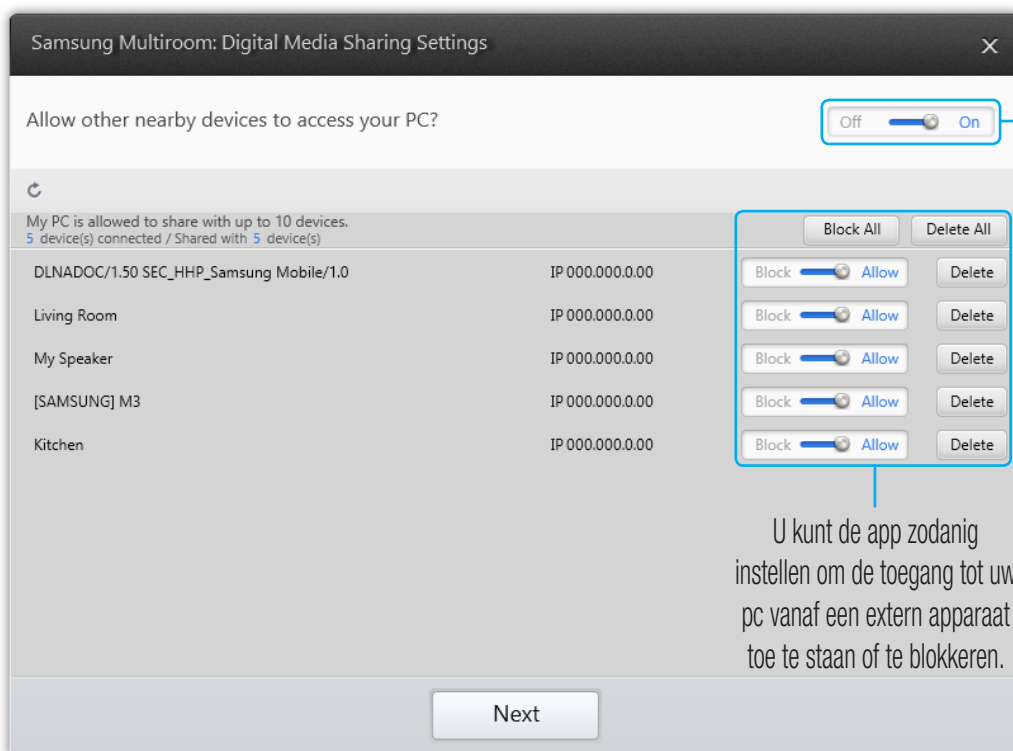 Samsung Multiroom: Digital Media Sharing Settings
Allow other nearby devices to access your PC?
Off On
My PC is allowed to share with up to 10 devices.
5 device(s) connected / Shared with 5 device(s)
Block All Delete All
DLNADOC/1.50 SEC_HHP_Samsung Mobile/1.0 IP 000.000.0.00 Block Allow Delete
Living Room IP 000.000.0.00 Block Allow Delete
My Speaker IP 000.000.0.00 Block Allow Delete
[SAMSUNG] M3 IP 000.000.0.00 Block Allow Delete
Kitchen IP 000.000.0.00 Block Allow Delete
U kunt de app zodanig
instellen om de toegang tot uw
pc vanaf een extern apparaat
toe te staan of te blokkeren.
Next